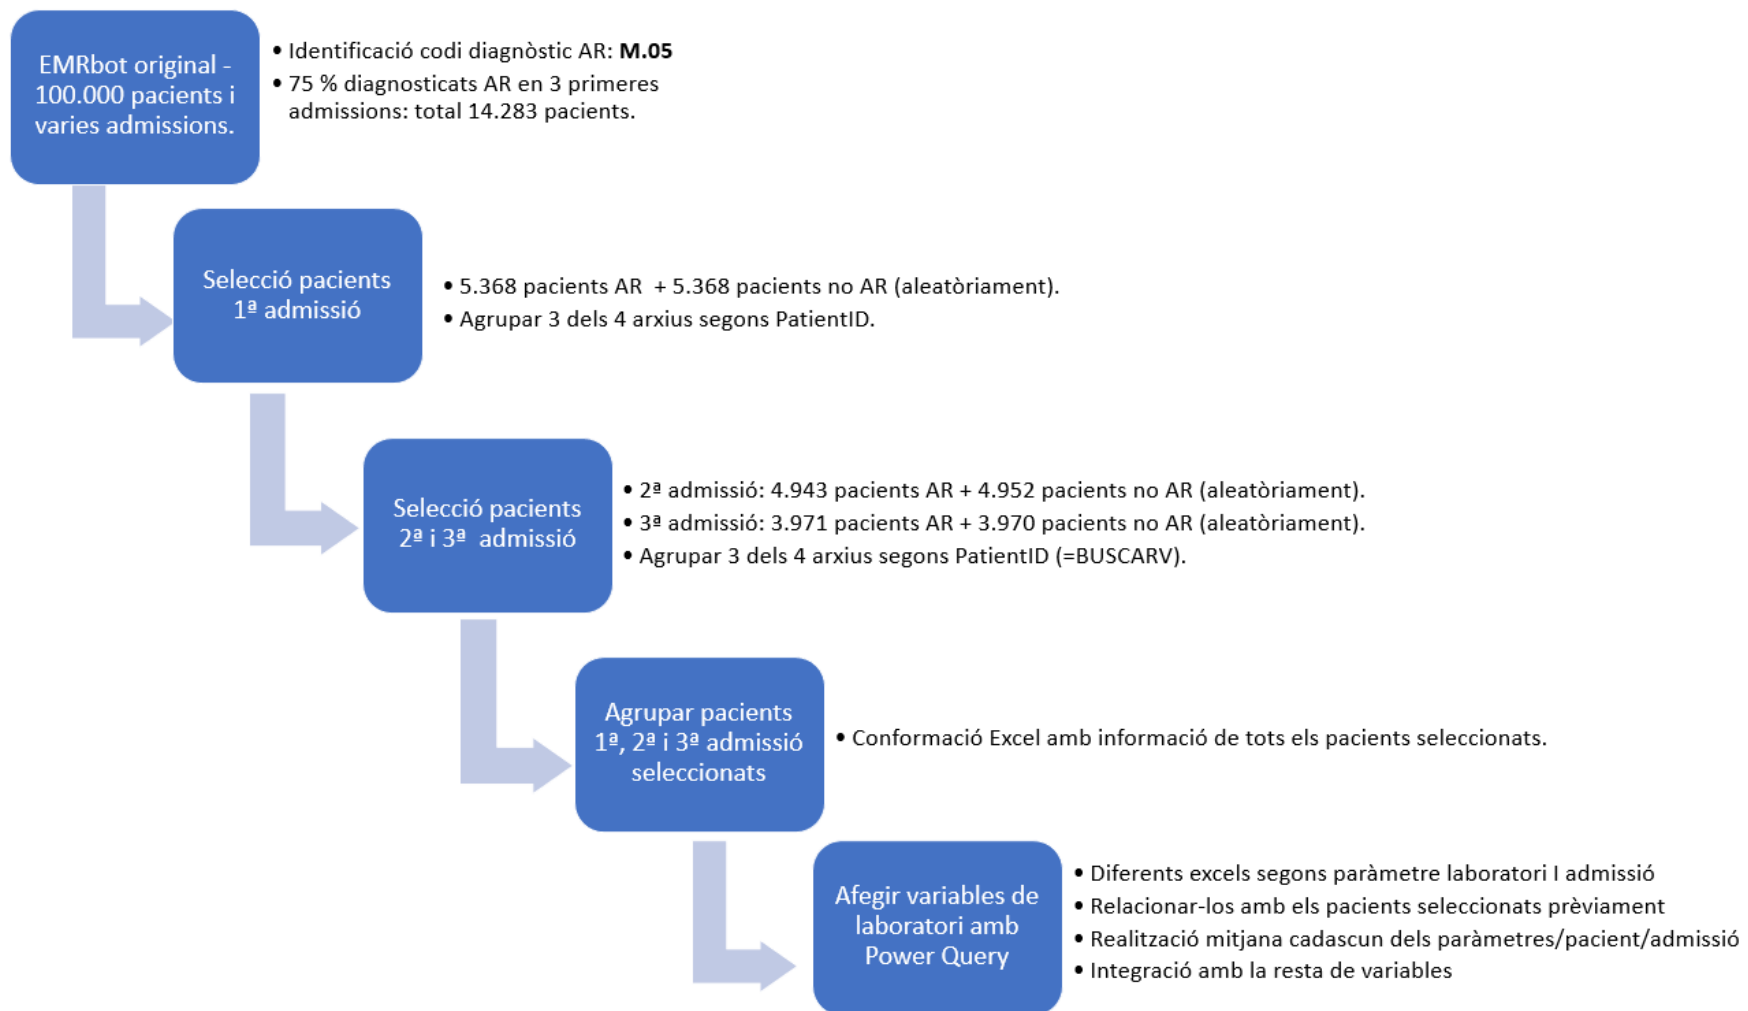 EMRbot original -
100.000 pacients i
varies admissions.
• Identificació codi diagnòstic AR: M.05
• 75 % diagnosticats AR en 3 primeres
admissions: total 14.283 pacients.
Selecció pacients
1ª admissió
• 5.368 pacients AR + 5.368 pacients no AR (aleatòriament).
• Agrupar 3 dels 4 arxius segons PatientID.
Selecció pacients
2ª i 3ª admissió
• 2ª admissió: 4.943 pacients AR + 4.952 pacients no AR (aleatòriament).
• 3ª admissió: 3.971 pacients AR + 3.970 pacients no AR (aleatòriament).
• Agrupar 3 dels 4 arxius segons PatientID (=BUSCARV).
Agrupar pacients
1ª, 2ª i 3ª admissió
seleccionats
• Conformació Excel amb informació de tots els pacients seleccionats.
Afegir variables de
laboratori amb
Power Query
• Diferents excels segons paràmetre laboratori I admissió
• Relacionar-los amb els pacients seleccionats prèviament
• Realització mitjana cadascun dels paràmetres/pacient/admissió
• Integració amb la resta de variables